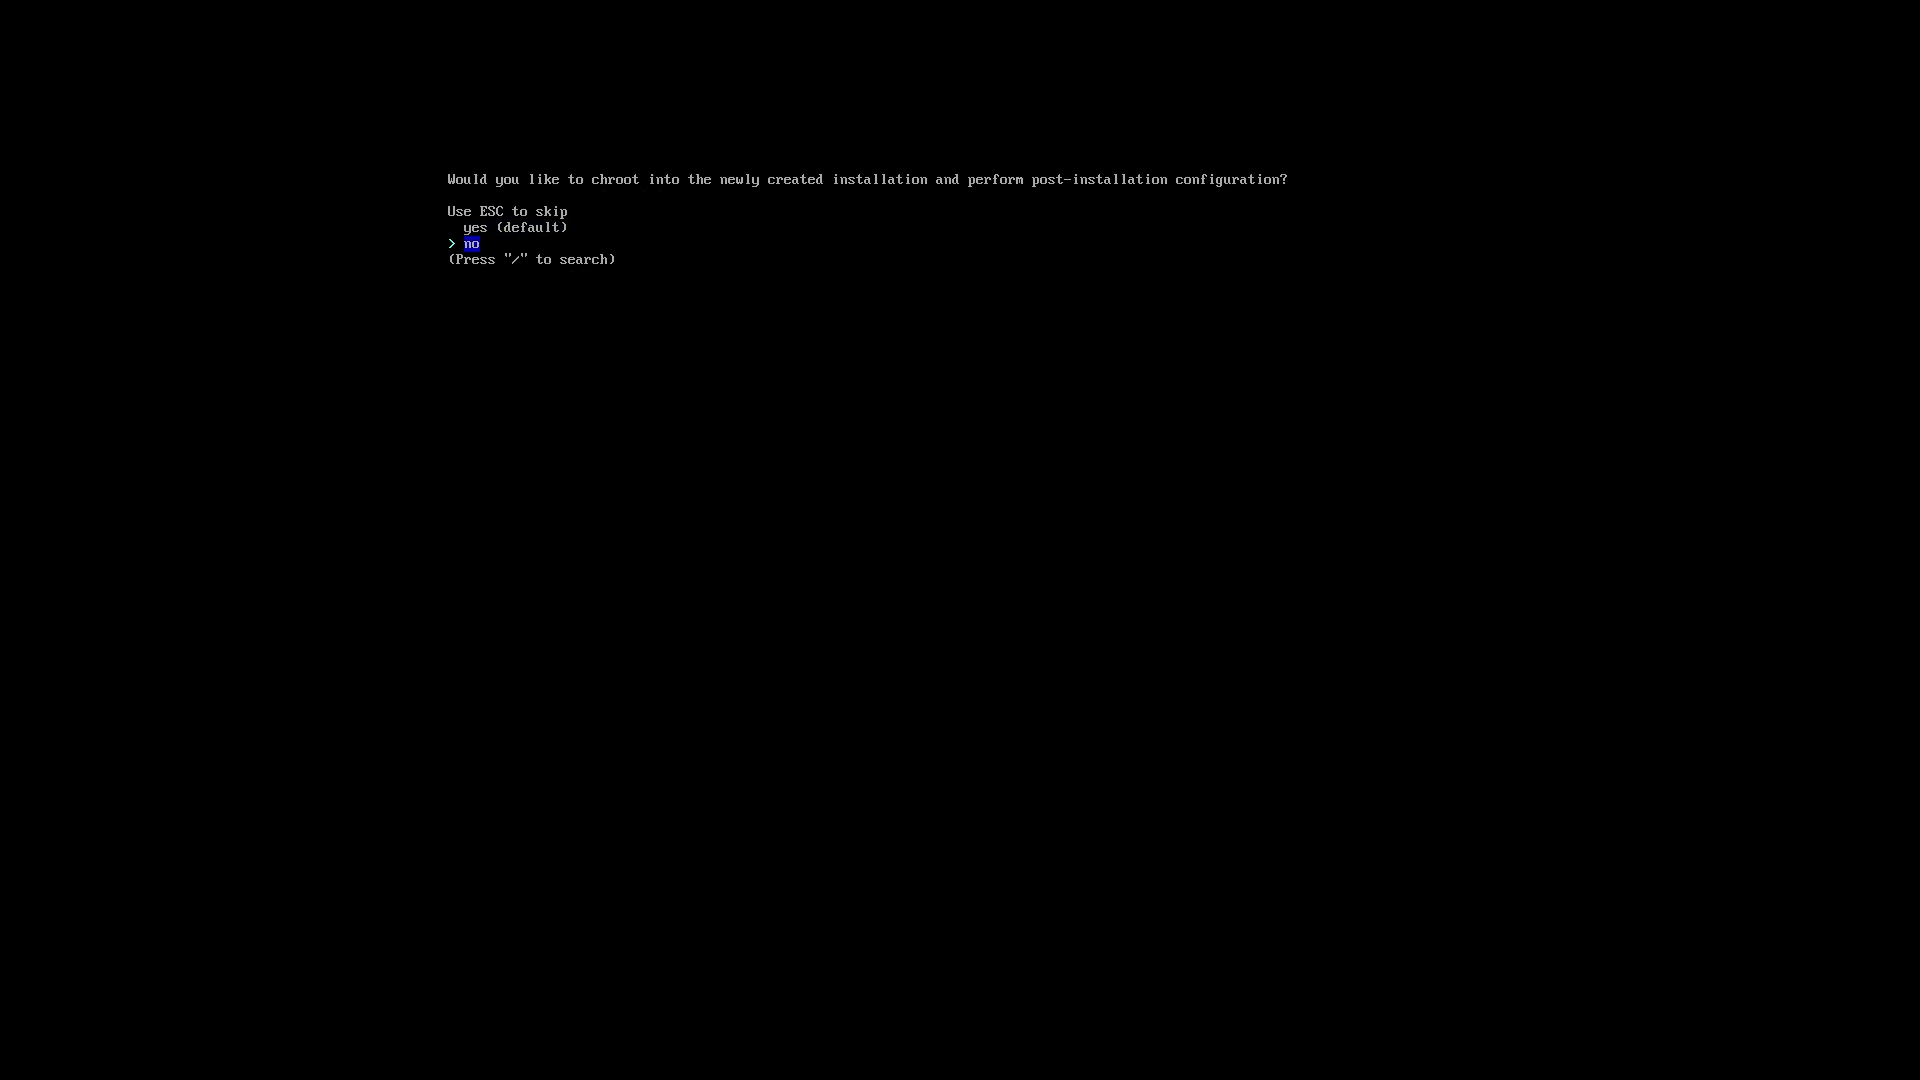 Would you like to chroot into the newly created installation and perform post-installation configuration?
Use ESC to skip
yes (default)
> no
(Press "/" to search)